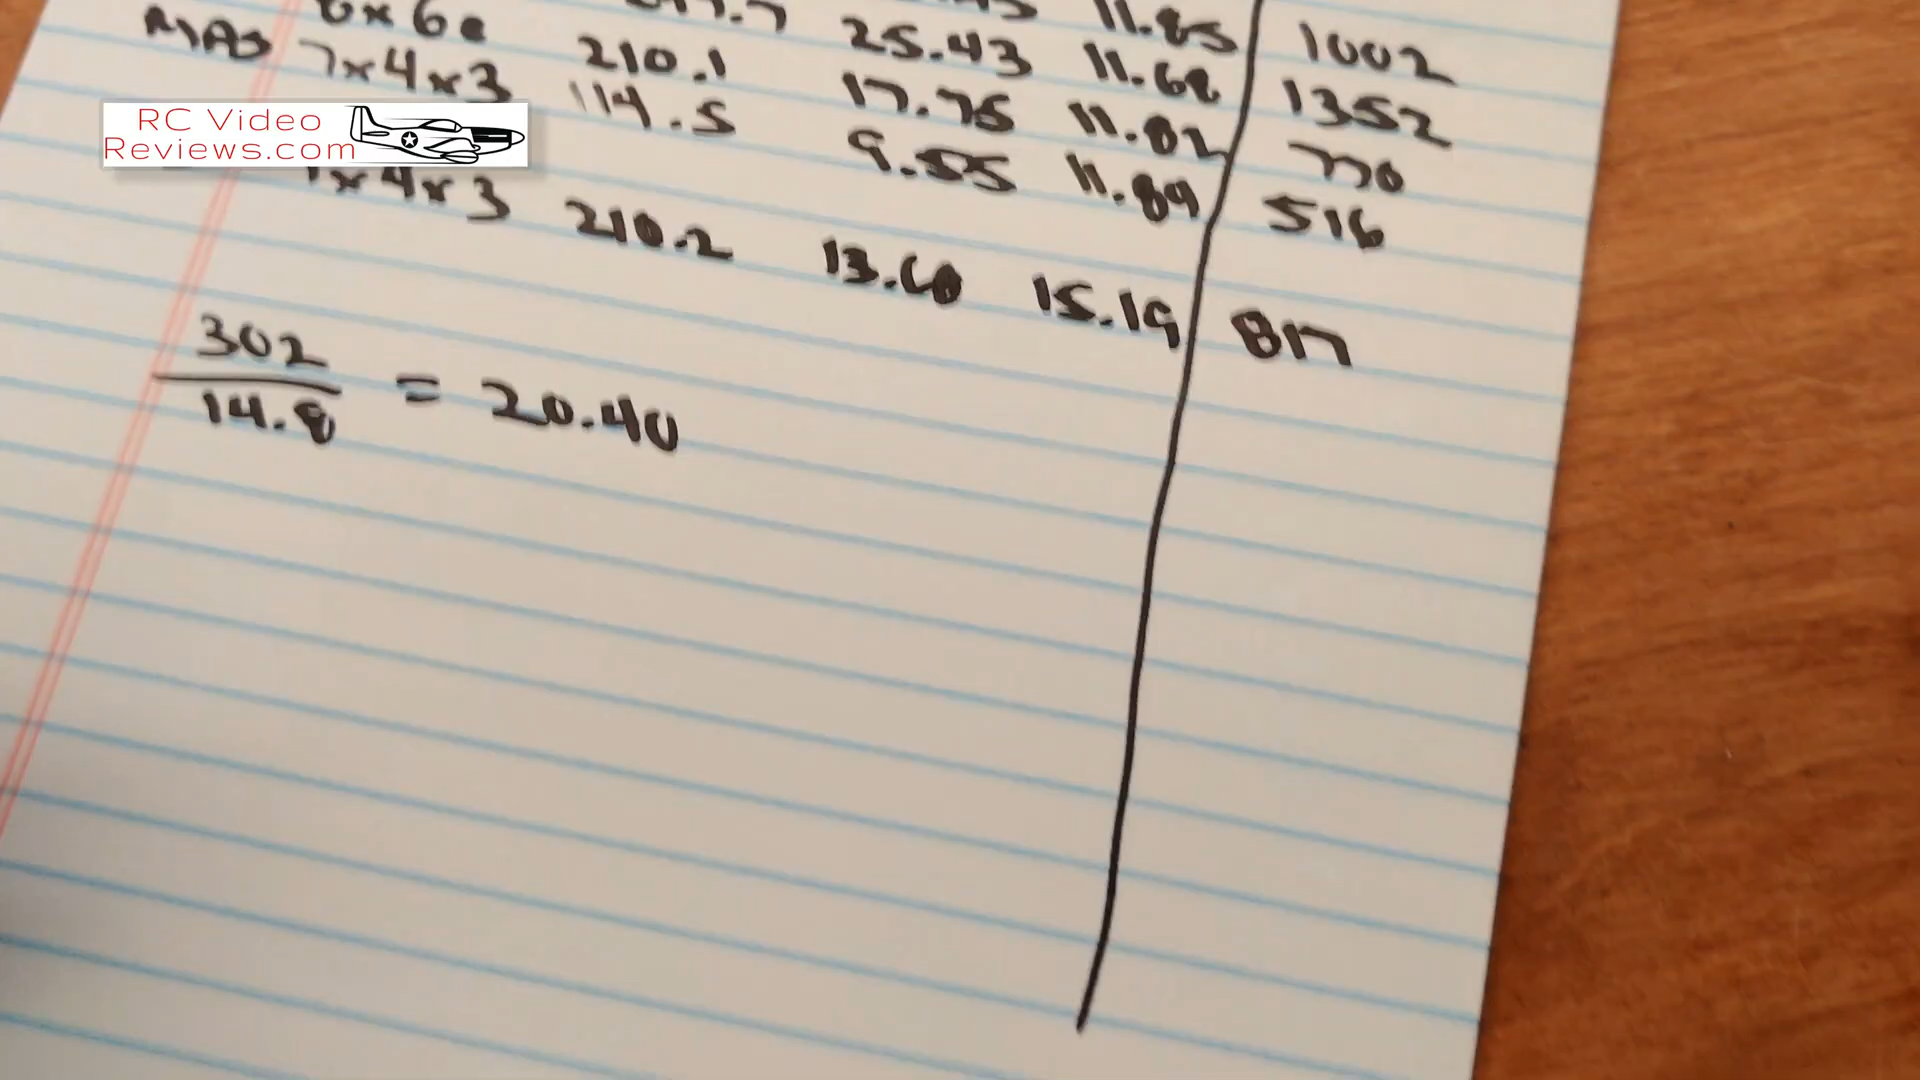 11.85 1002
25.43 11.68 1352
MAS 7x4x3 210.1 17.75 11.82 770
114.5 9.55 11.89 516
7x4x3 210.2 13.60 15.19 817
302
14.8 = 20.40
RC Video
Reviews.com